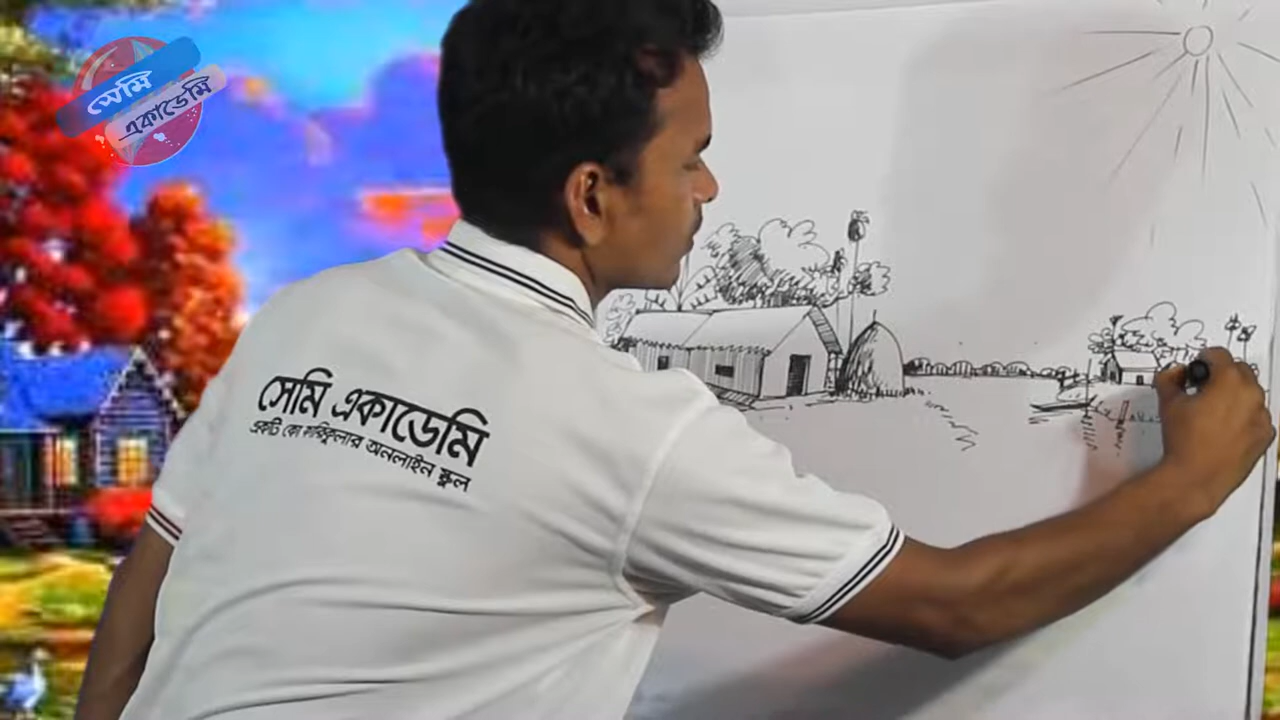 সেমি
একাডেমি
সেমি একাডেমি
একটি কো কারিকুলার অনলাইন স্কুল